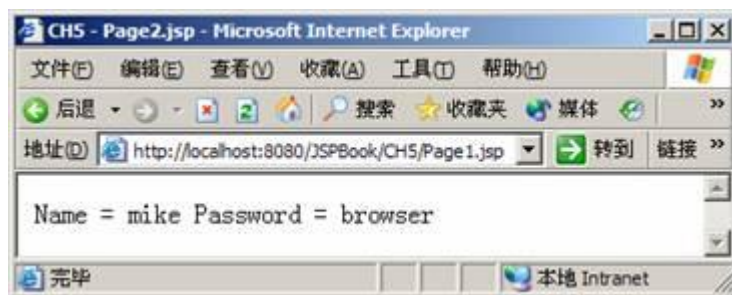 CH5 - Page2.jsp - Microsoft Internet Explorer
文件(F) 编辑(E) 查看(V) 收藏(A) 工具(T) 帮助(H)
后退 搜索 收藏夹 媒体 »
地址(D) http://localhost:8080/JSPBook/CH5/Page1.jsp 转到 链接 »
Name = mike Password = browser
完毕 本地 Intranet